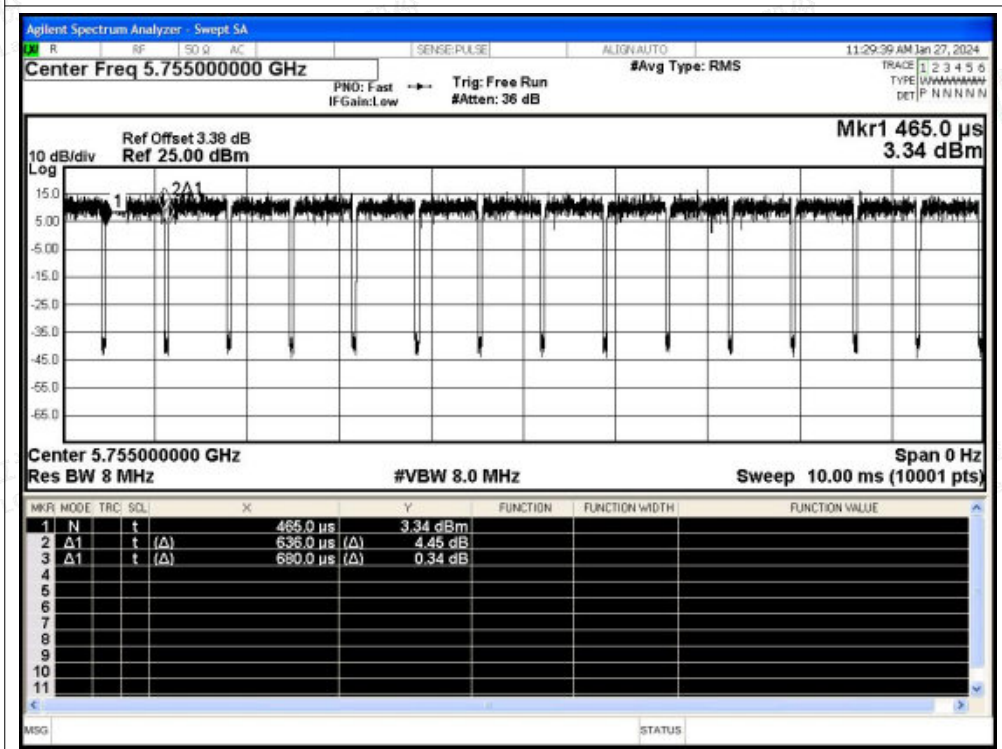 Agilent Spectrum Analyzer - Swept SA
LXI R RF 50 Ω AC SENSE:PULSE ALIGN AUTO 11:29:39 AM Jan 27, 2024
Center Freq 5.755000000 GHz #Avg Type: RMS TRACE 1 2 3 4 5 6
PNO: Fast Trig: Free Run TYPE WWWWWW
IFGain:Low #Atten: 36 dB DET P N N N N N
Mkr1 465.0 µs
Ref Offset 3.38 dB
10 dB/div Ref 25.00 dBm 3.34 dBm
Log
15.0
1 2Δ1
5.00
-5.00
-15.0
-25.0
-35.0
-45.0
-55.0
-65.0
Center 5.755000000 GHz Span 0 Hz
Res BW 8 MHz #VBW 8.0 MHz Sweep 10.00 ms (10001 pts)
MKR MODE TRC SCL X Y FUNCTION FUNCTION WIDTH FUNCTION VALUE
1 N t 465.0 µs 3.34 dBm
2 Δ1 t (Δ) 636.0 µs (Δ) 4.45 dB
3 Δ1 t (Δ) 680.0 µs (Δ) 0.34 dB
4
5
6
7
8
9
10
11
MSG STATUS